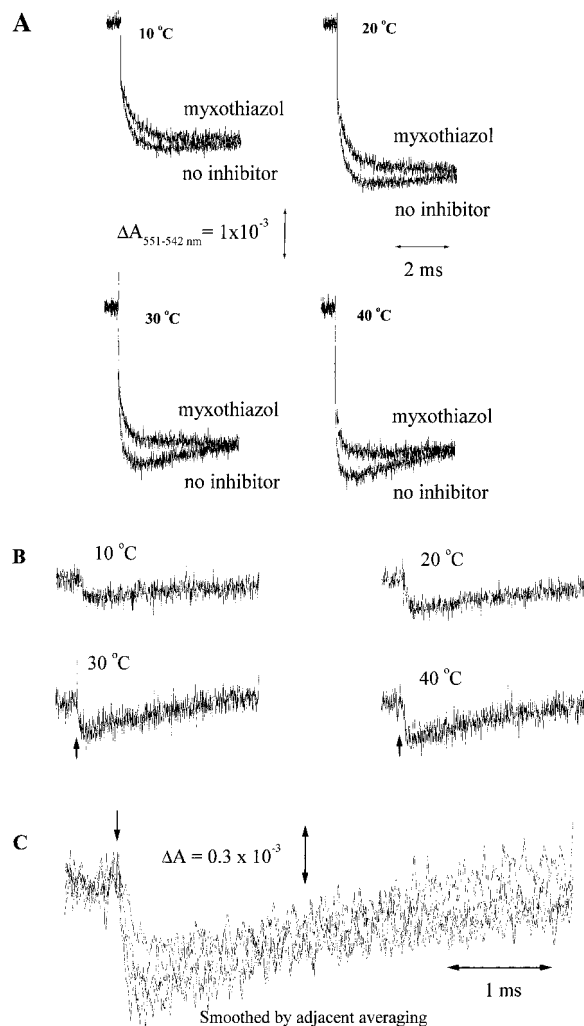 A
10 °C
20 °C
myxothiazol
no inhibitor
myxothiazol
no inhibitor
ΔA551-542 nm = 1x10-3
2 ms
30 °C
40 °C
myxothiazol
no inhibitor
myxothiazol
no inhibitor
B
10 °C
20 °C
30 °C
40 °C
C
ΔA = 0.3 x 10-3
1 ms
Smoothed by adjacent averaging